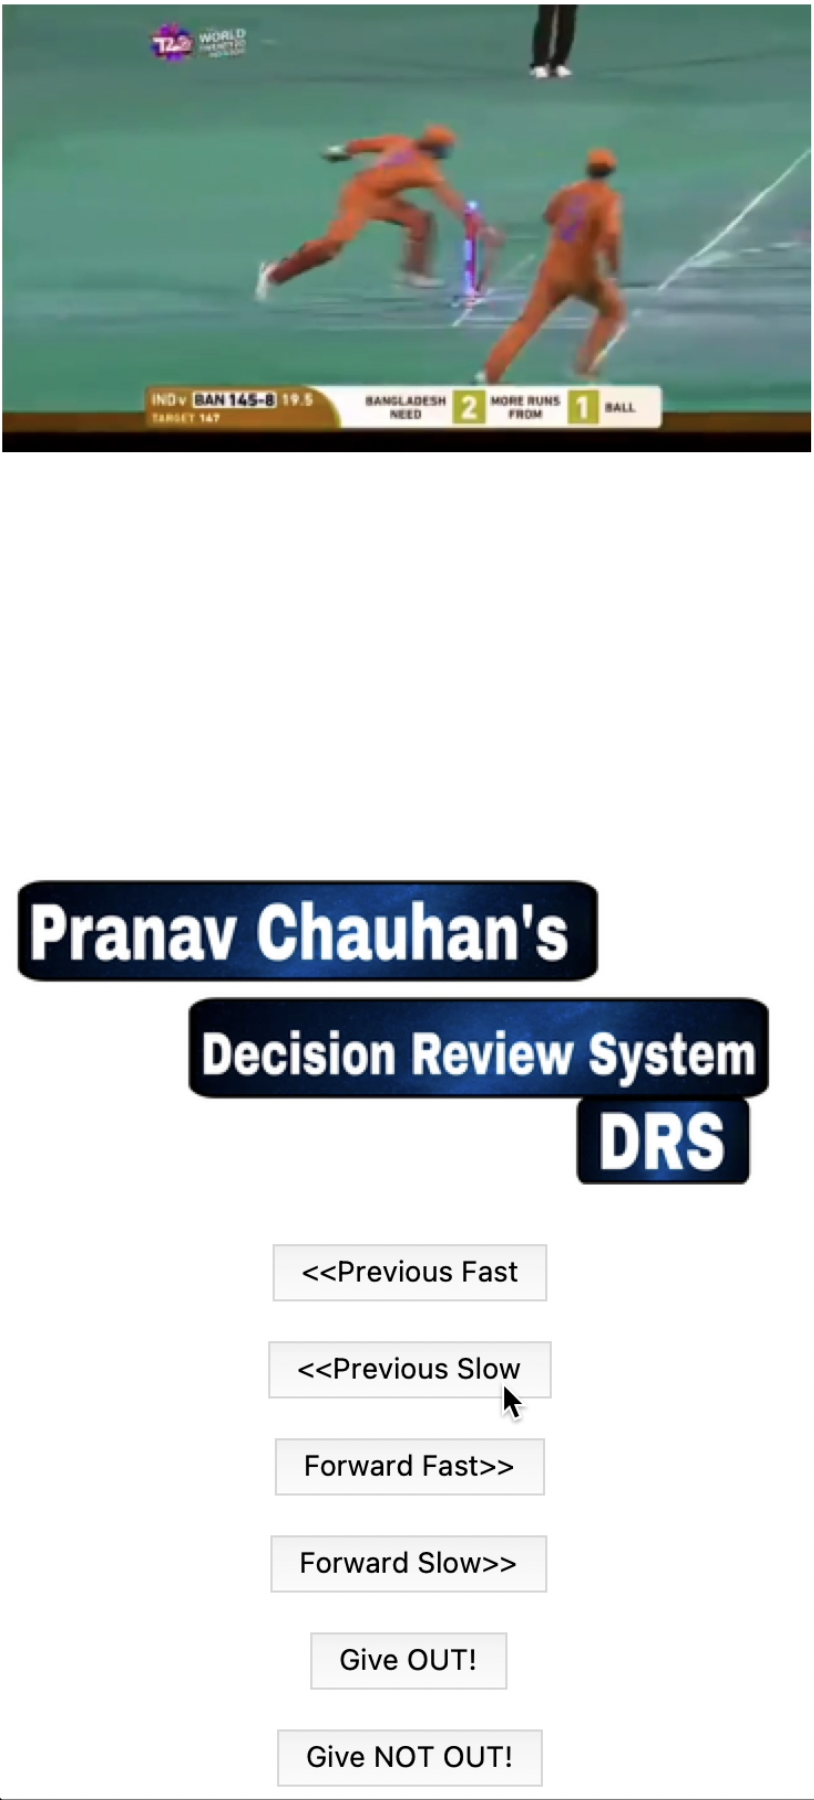 T20
WORLD
TWENTY20
IND v BAN 145-8 19.5
TARGET 147
BANGLADESH
NEED
2
MORE RUNS
FROM
1
BALL
Pranav Chauhan's
Decision Review System
DRS
<<Previous Fast
<<Previous Slow
Forward Fast>>
Forward Slow>>
Give OUT!
Give NOT OUT!